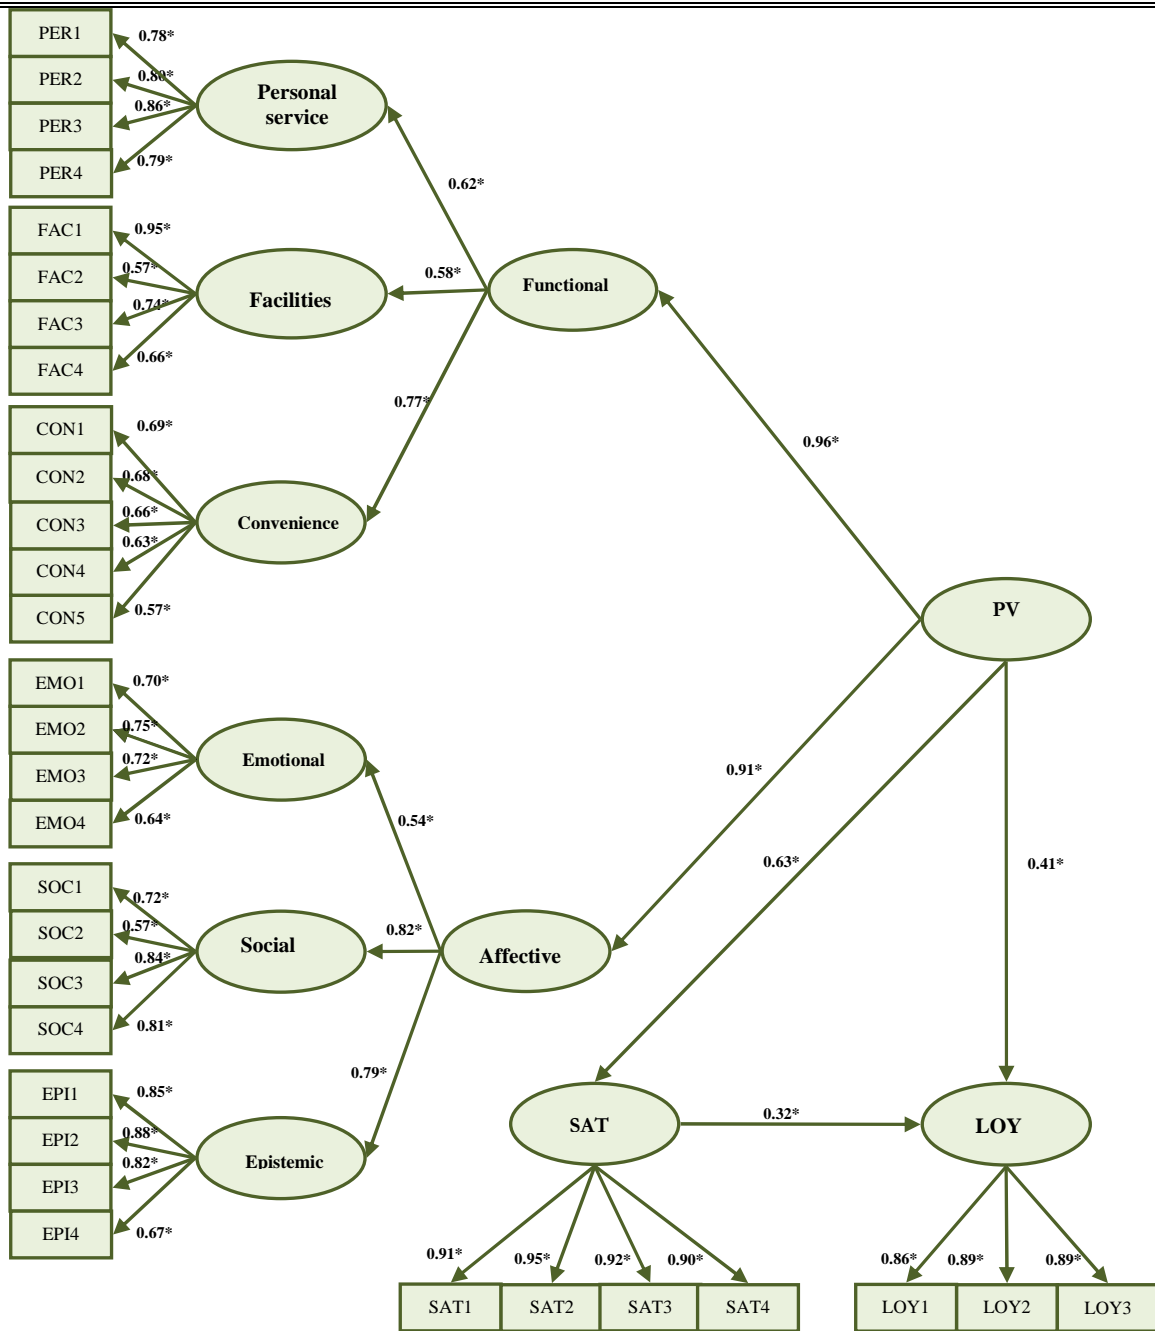 PER1
0.78*
PER2
0.80*
PER3
0.86*
PER4
0.79*
Personal
service
0.62*
FAC1
0.95*
FAC2
0.57*
FAC3
0.74*
FAC4
0.66*
Facilities
0.58*
Functional
CON1
0.69*
CON2
0.68*
CON3
0.66*
CON4
0.63*
CON5
0.57*
Convenience
0.77*
0.96*
PV
EMO1
0.70*
EMO2
0.75*
EMO3
0.72*
EMO4
0.64*
Emotional
0.54*
0.91*
0.63*
0.41*
SOC1
0.72*
SOC2
0.57*
SOC3
0.84*
SOC4
0.81*
Social
0.82*
Affective
EPI1
0.85*
EPI2
0.88*
EPI3
0.82*
EPI4
0.67*
Epistemic
0.79*
SAT
0.32*
LOY
0.91*
0.95*
0.92*
0.90*
0.86*
0.89*
0.89*
SAT1
SAT2
SAT3
SAT4
LOY1
LOY2
LOY3